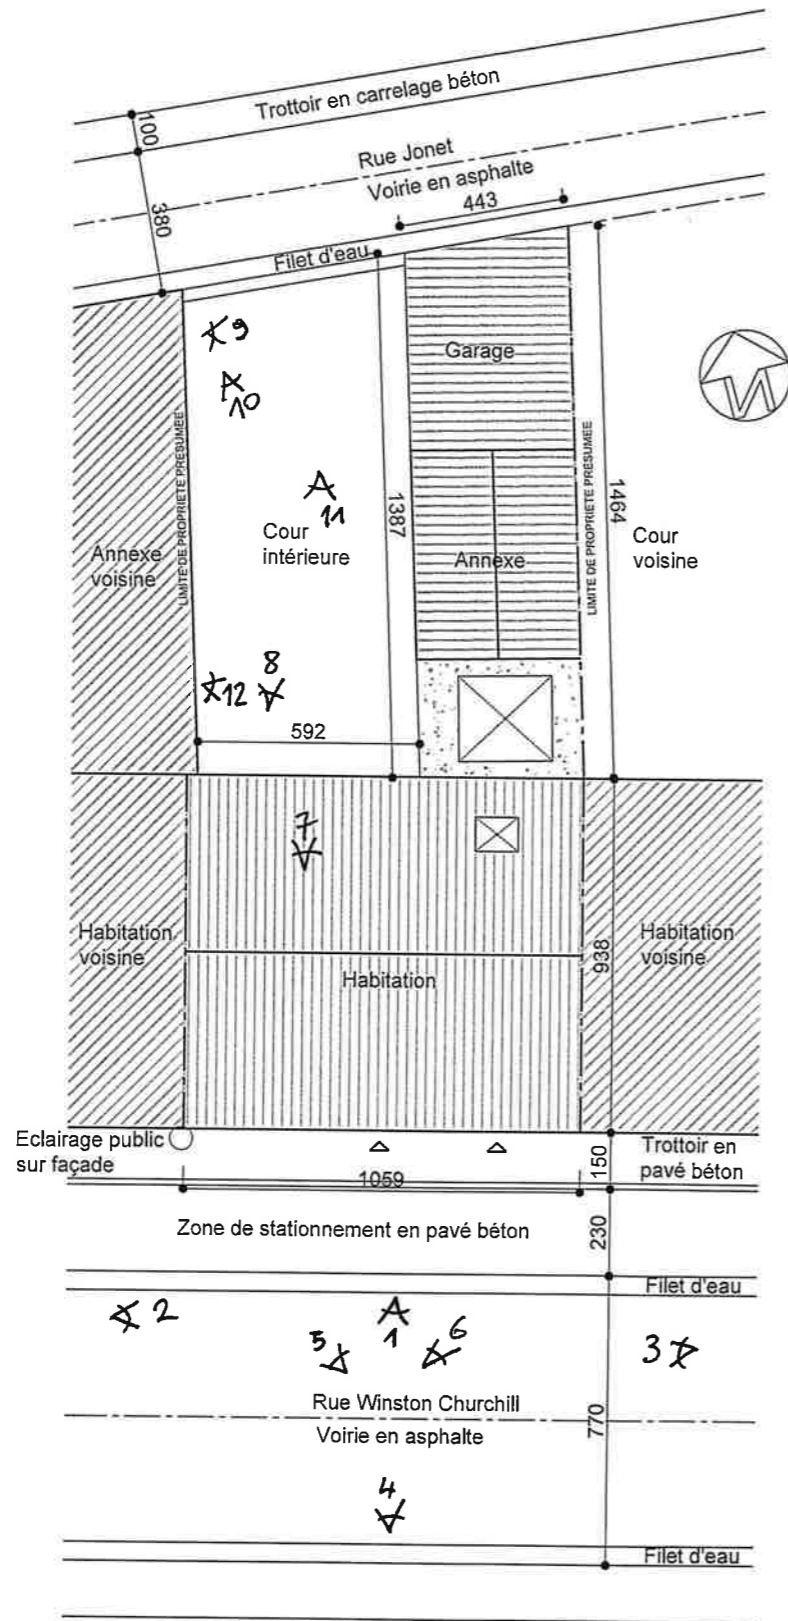 Trottoir en carrelage béton
100
Rue Jonet
Voirie en asphalte
380
443
Filet d'eau
9
Garage
10
LIMITE DE PROPRIETE PRESUMEE
LIMITE DE PROPRIETE PRESUMEE
1387
1464
11
Cour
intérieure
Cour
voisine
Annexe
voisine
Annexe
8
12
592
7
Habitation
voisine
Habitation
938
Habitation
voisine
Eclairage public
sur façade
1059
150
Trottoir en
pavé béton
Zone de stationnement en pavé béton
230
Filet d'eau
2
1
5
6
3
Rue Winston Churchill
770
Voirie en asphalte
4
Filet d'eau